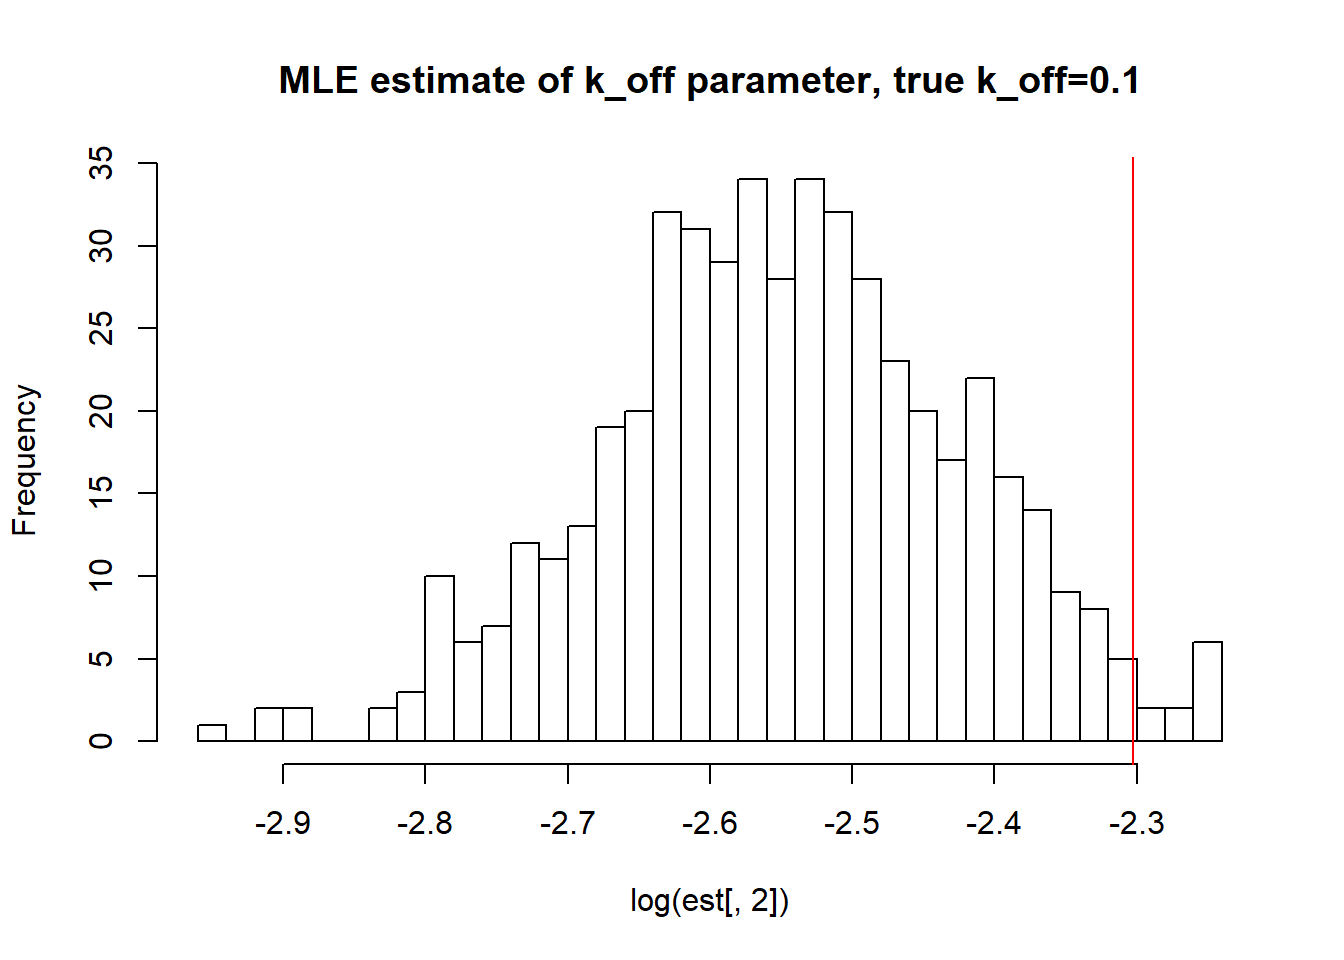 MLE estimate of k_off parameter, true k_off=0.1
Frequency
35
30
25
20
15
10
5
0
-2.9 -2.8 -2.7 -2.6 -2.5 -2.4 -2.3
log(est[, 2])